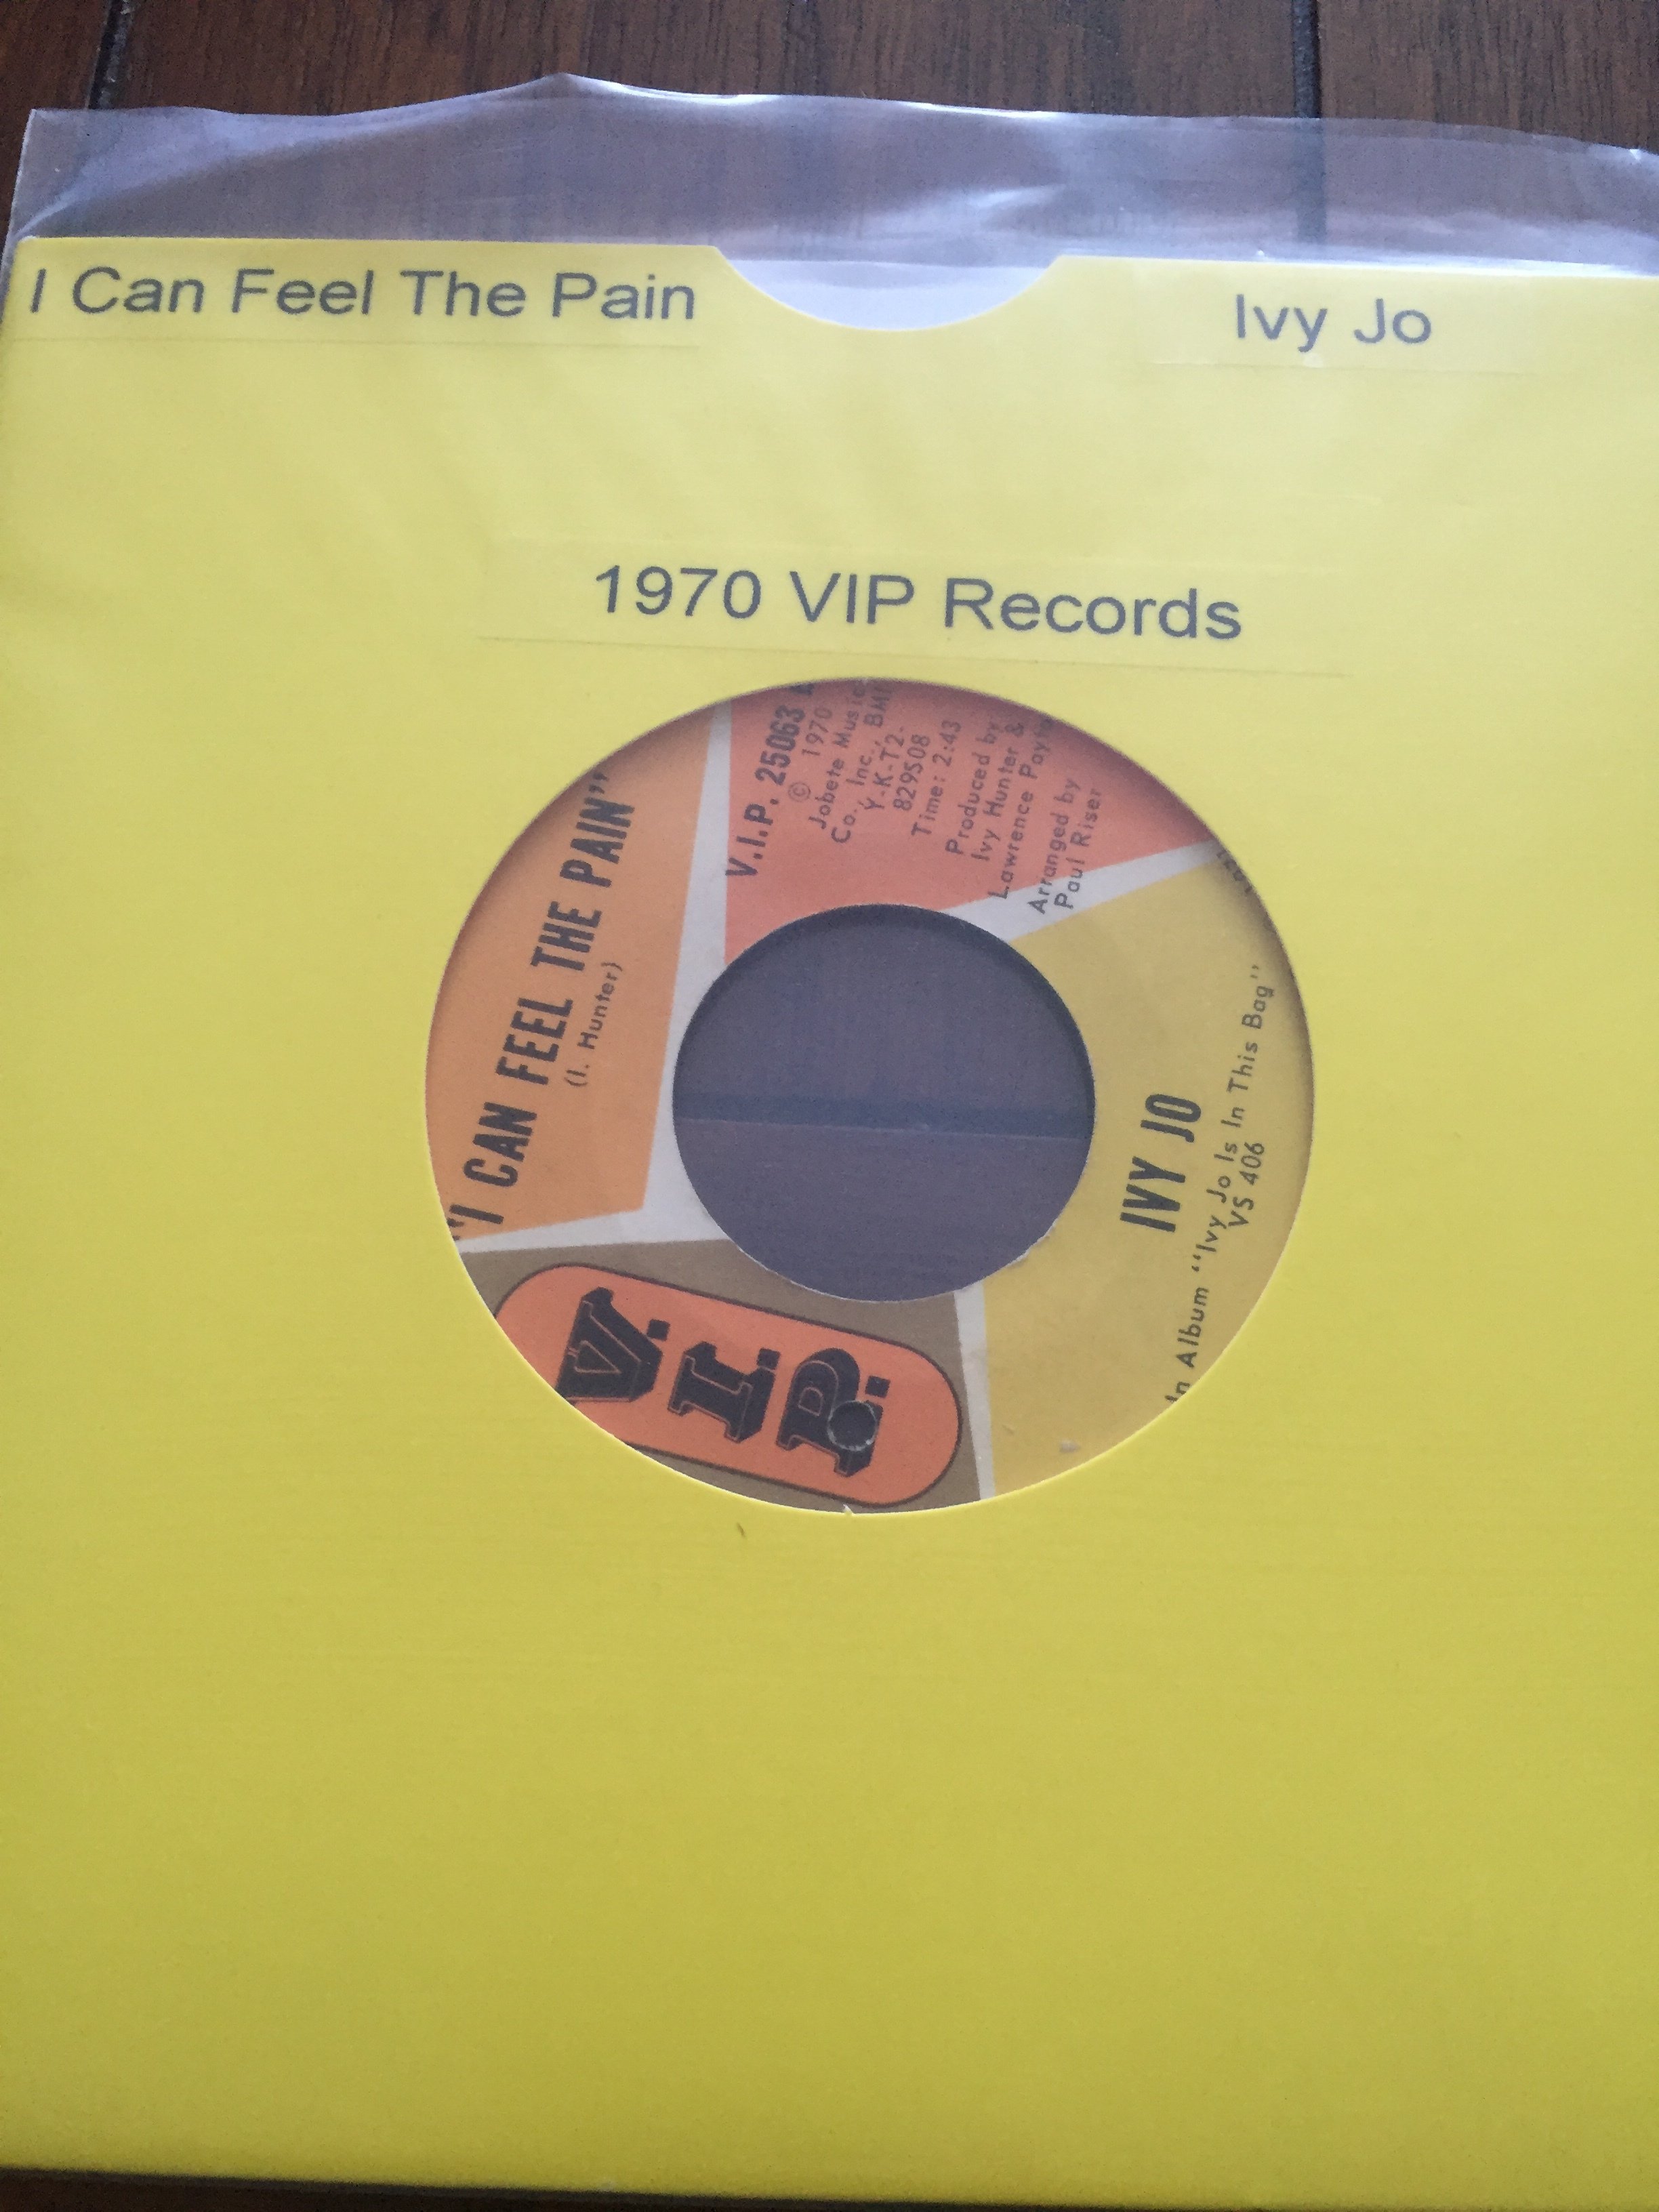 I Can Feel The Pain
Ivy Jo
1970 VIP Records
"I CAN FEEL THE PAIN"
(I. Hunter)
V.I.P. 25063
© 1970
Jobete Music
Co., Inc., BMI
Y-K-T2-
829S08
Time: 2:43
Produced by
Ivy Hunter &
Lawrence
Arranged by
Paul Riser
V.I.P.
IVY JO
In Album "Ivy Jo Is In This Bag"
VS 406